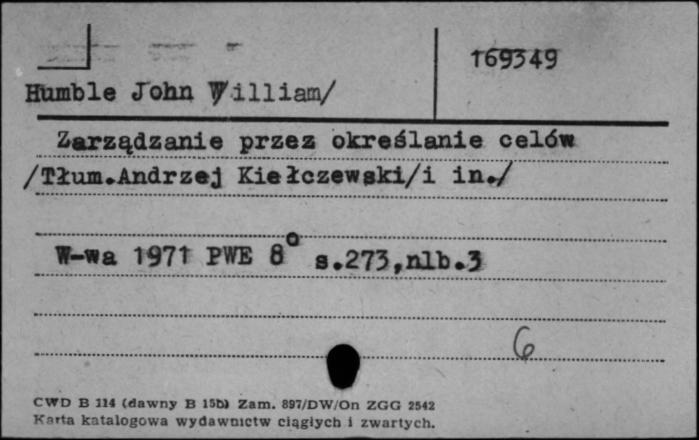 169349
Humble John William/
Zarządzanie przez określanie celów
/Tłum.Andrzej Kiełczewski/i in./
W-wa 1971 PWE 8° s.273,nlb.3
6
CWD B 114 (dawny B 15b) Zam. 897/DW/On ZGG 2542
Karta katalogowa wydawnictw ciągłych i zwartych.